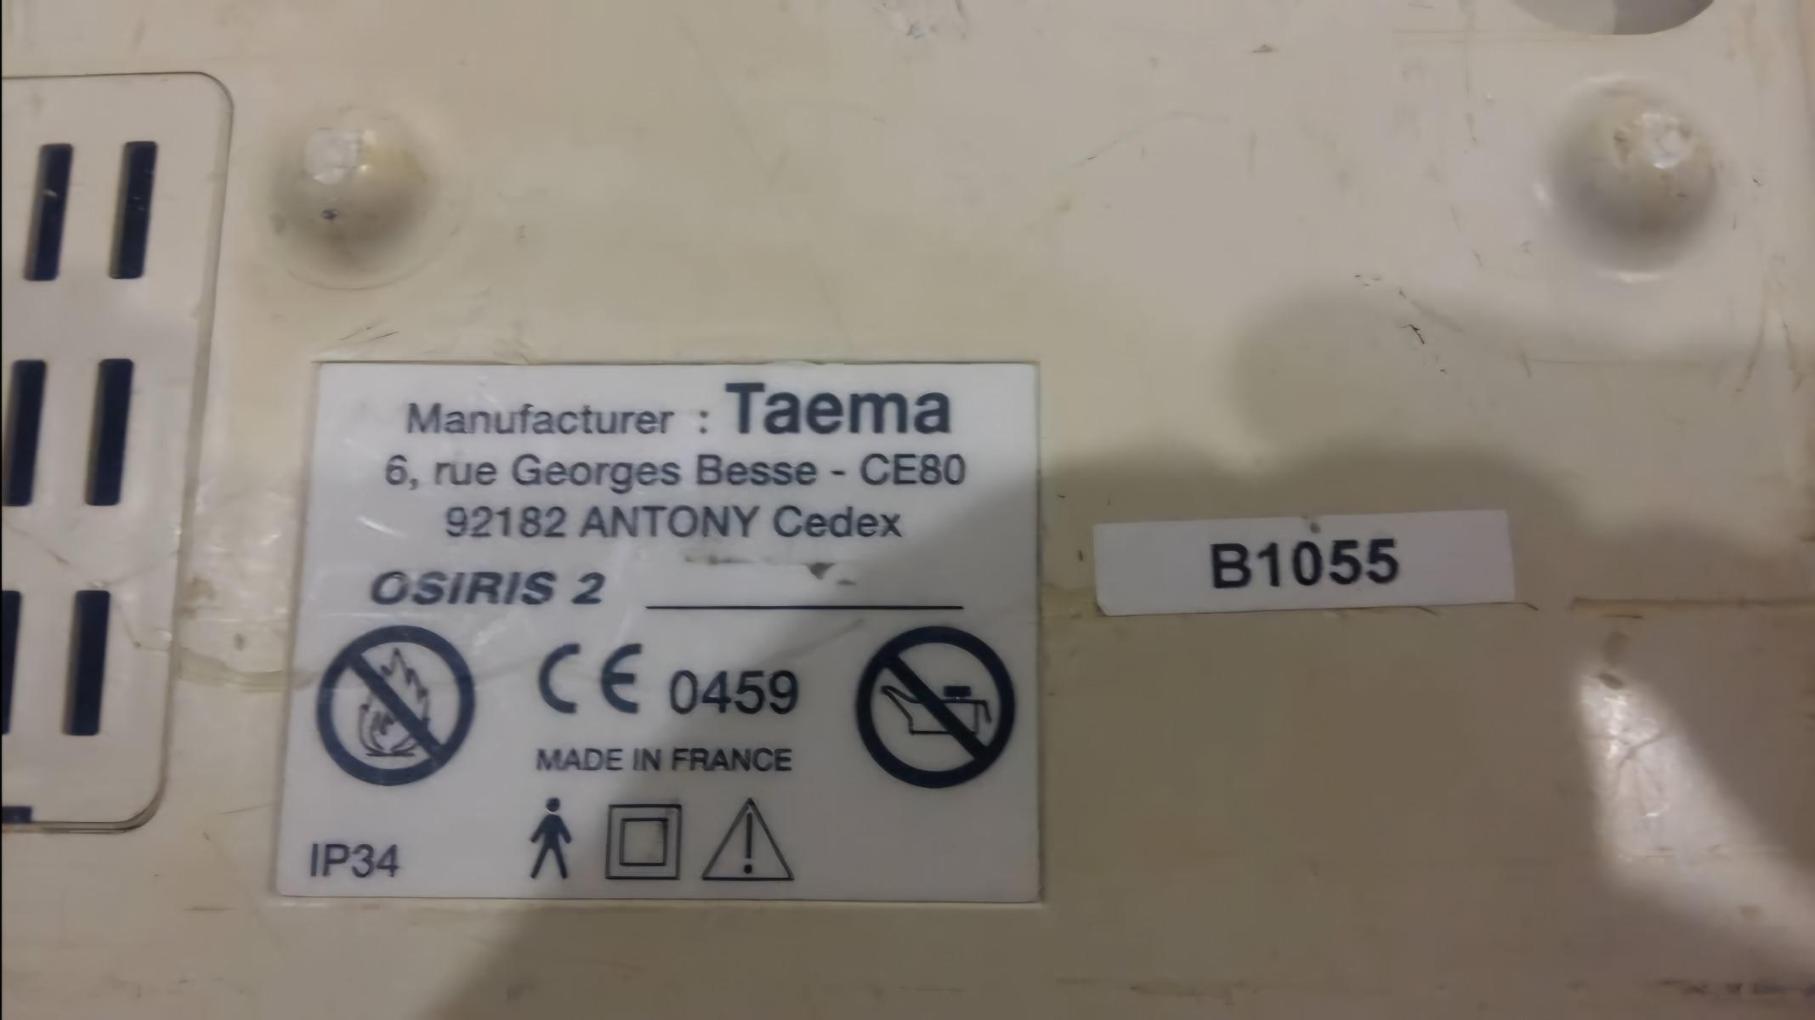 Manufacturer : Taema
6, rue Georges Besse - CE80
92182 ANTONY Cedex
OSIRIS 2
CE 0459
MADE IN FRANCE
IP34
B1055